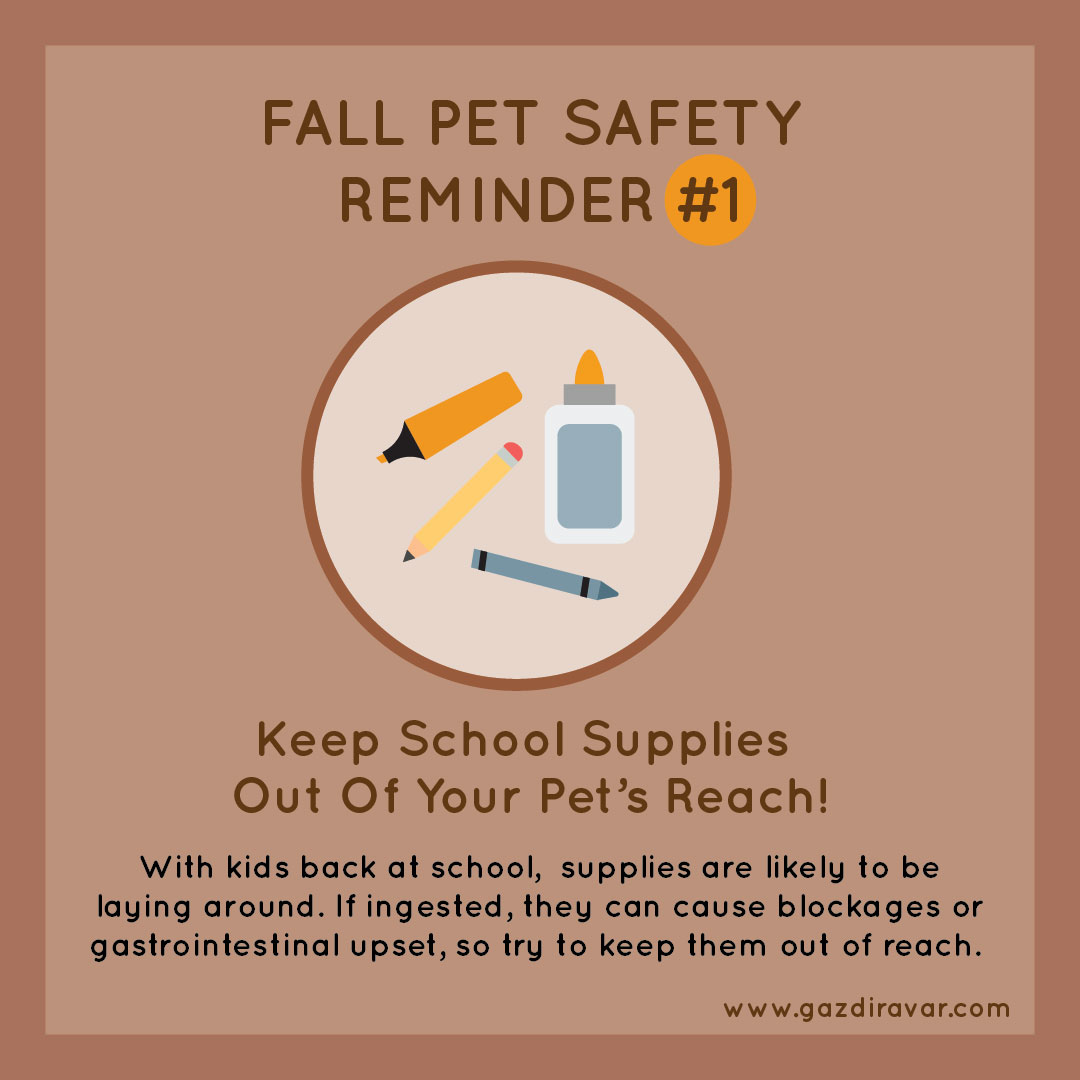 FALL PET SAFETY
REMINDER #1
Keep School Supplies
Out Of Your Pet's Reach!
With kids back at school, supplies are likely to be
laying around. If ingested, they can cause blockages or
gastrointestinal upset, so try to keep them out of reach.
www.gazdiravar.com